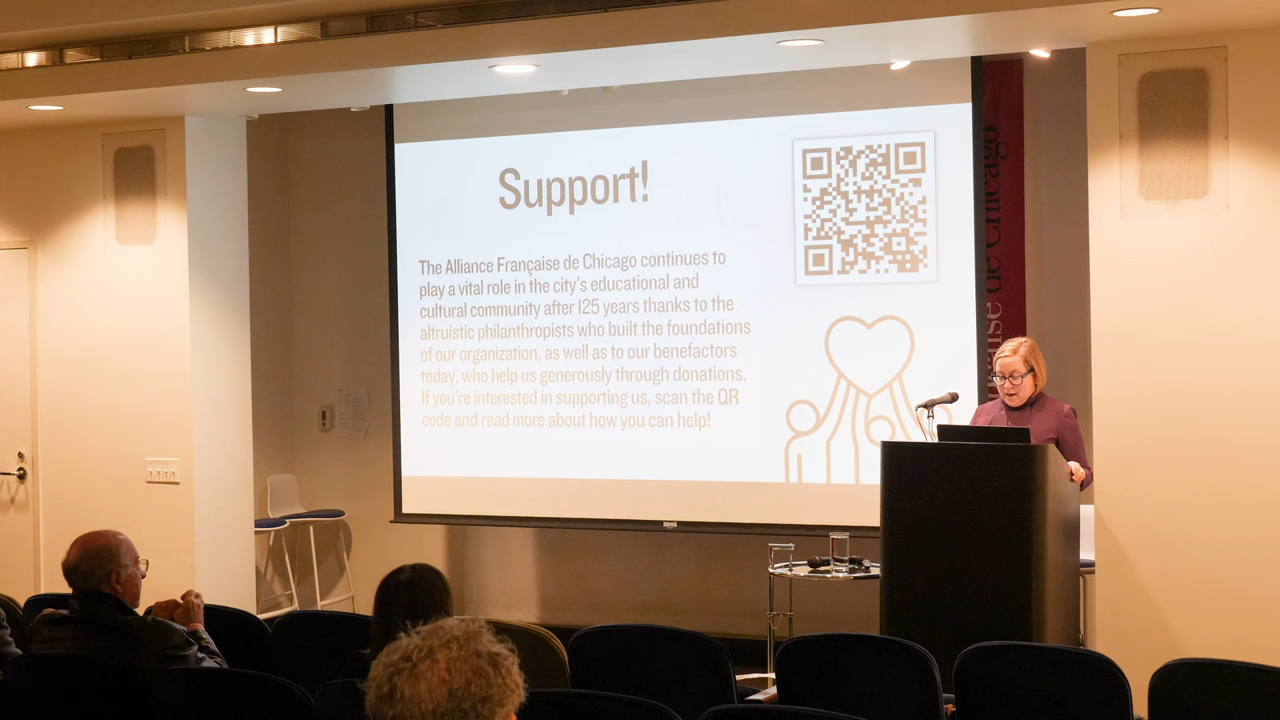 Support!
The Alliance Française de Chicago continues to
play a vital role in the city's educational and
cultural community after 125 years thanks to the
altruistic philanthropists who built the foundations
of our organization, as well as to our benefactors
today, who help us generously through donations.
If you're interested in supporting us, scan the QR
code and read more about how you can help!
de Chicago